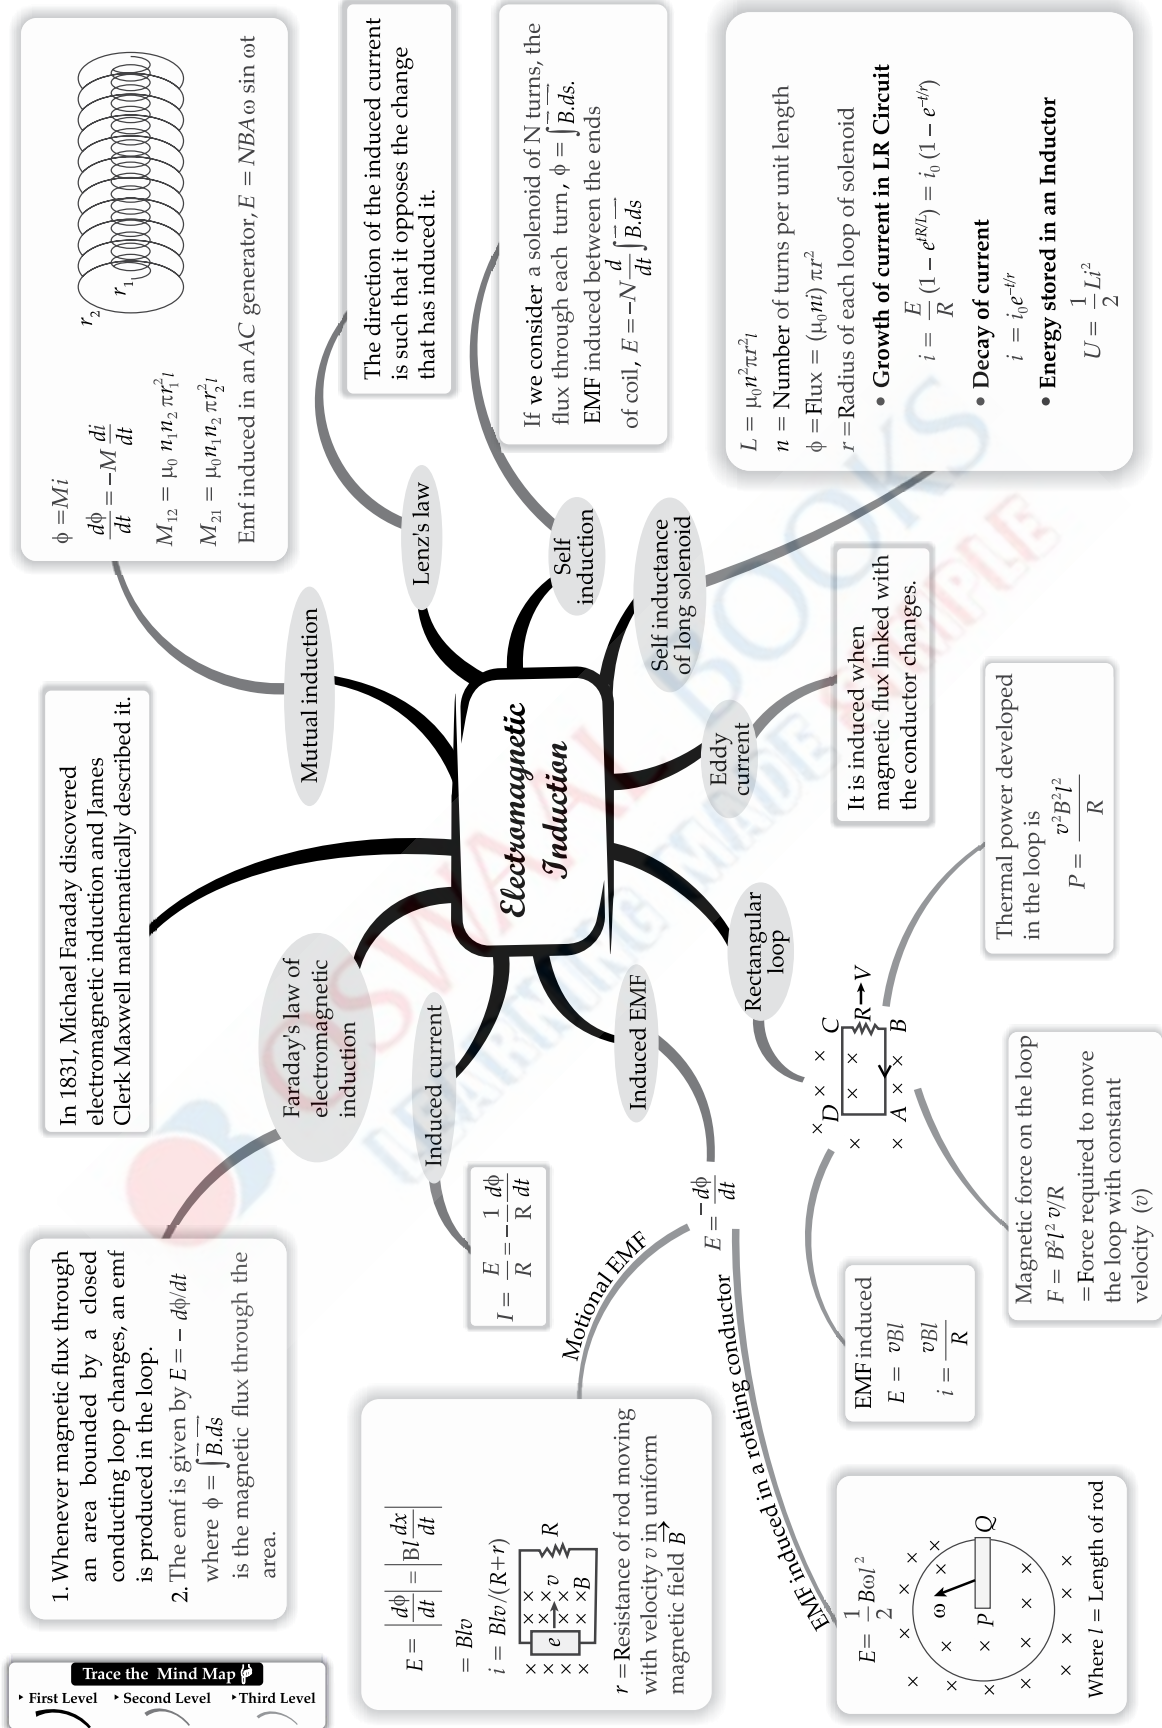 Electromagnetic
Induction
In 1831, Michael Faraday discovered
electromagnetic induction and James
Clerk Maxwell mathematically described it.
Mutual induction
ϕ = Mi
dϕ/dt = −M di/dt
M₁₂ = μ₀ n₁n₂ πr₁²l
M₂₁ = μ₀n₁n₂ πr₂²l
Emf induced in an AC generator, E = NBAω sin ωt
r₂
r₁
Lenz's law
The direction of the induced current
is such that it opposes the change
that has induced it.
Self
induction
If we consider a solenoid of N turns, the
flux through each turn, ϕ = ∫B.ds.
EMF induced between the ends
of coil, E = −N d/dt ∫B.ds
Self inductance
of long solenoid
L = μ₀n²πr²l
n = Number of turns per unit length
ϕ = Flux = (μ₀ni) πr²
r = Radius of each loop of solenoid
• Growth of current in LR Circuit
i = E/R (1 − e^tR/L) = i₀ (1 − e^−t/r)
• Decay of current
i = i₀e^−t/r
• Energy stored in an Inductor
U = 1/2 Li²
Eddy
current
It is induced when
magnetic flux linked with
the conductor changes.
Rectangular
loop
D C
R→V
A B
Thermal power developed
in the loop is
P = v²B²l²/R
Magnetic force on the loop
F = B²l² v/R
= Force required to move
the loop with constant
velocity (v)
EMF induced
E = vBl
i = vBl/R
Induced EMF
E = −dϕ/dt
Motional EMF
E = |dϕ/dt| = |Bl dx/dt|
= Blv
i = Blv/(R+r)
e v R
B
r = Resistance of rod moving
with velocity v in uniform
magnetic field B→
EMF induced in a rotating conductor
E = 1/2 Bωl²
ω
P Q
Where l = Length of rod
Induced current
I = E/R = −1/R dϕ/dt
Faraday's law of
electromagnetic
induction
1. Whenever magnetic flux through
an area bounded by a closed
conducting loop changes, an emf
is produced in the loop.
2. The emf is given by E = − dϕ/dt
where ϕ = ∫B.ds
is the magnetic flux through the
area.
Trace the Mind Map
‣ First Level ‣ Second Level ‣ Third Level
OSWAAL BOOKS
LEARNING MADE SIMPLE